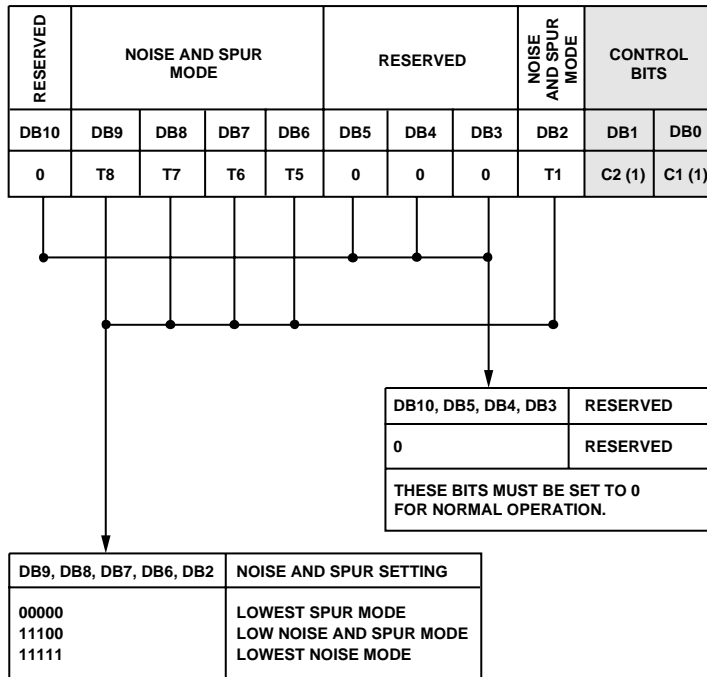 RESERVED
NOISE AND SPUR
MODE
RESERVED
NOISE
AND SPUR
MODE
CONTROL
BITS
DB10 DB9 DB8 DB7 DB6 DB5 DB4 DB3 DB2 DB1 DB0
0 T8 T7 T6 T5 0 0 0 T1 C2 (1) C1 (1)
DB10, DB5, DB4, DB3 RESERVED
0 RESERVED
THESE BITS MUST BE SET TO 0
FOR NORMAL OPERATION.
DB9, DB8, DB7, DB6, DB2 NOISE AND SPUR SETTING
00000 LOWEST SPUR MODE
11100 LOW NOISE AND SPUR MODE
11111 LOWEST NOISE MODE